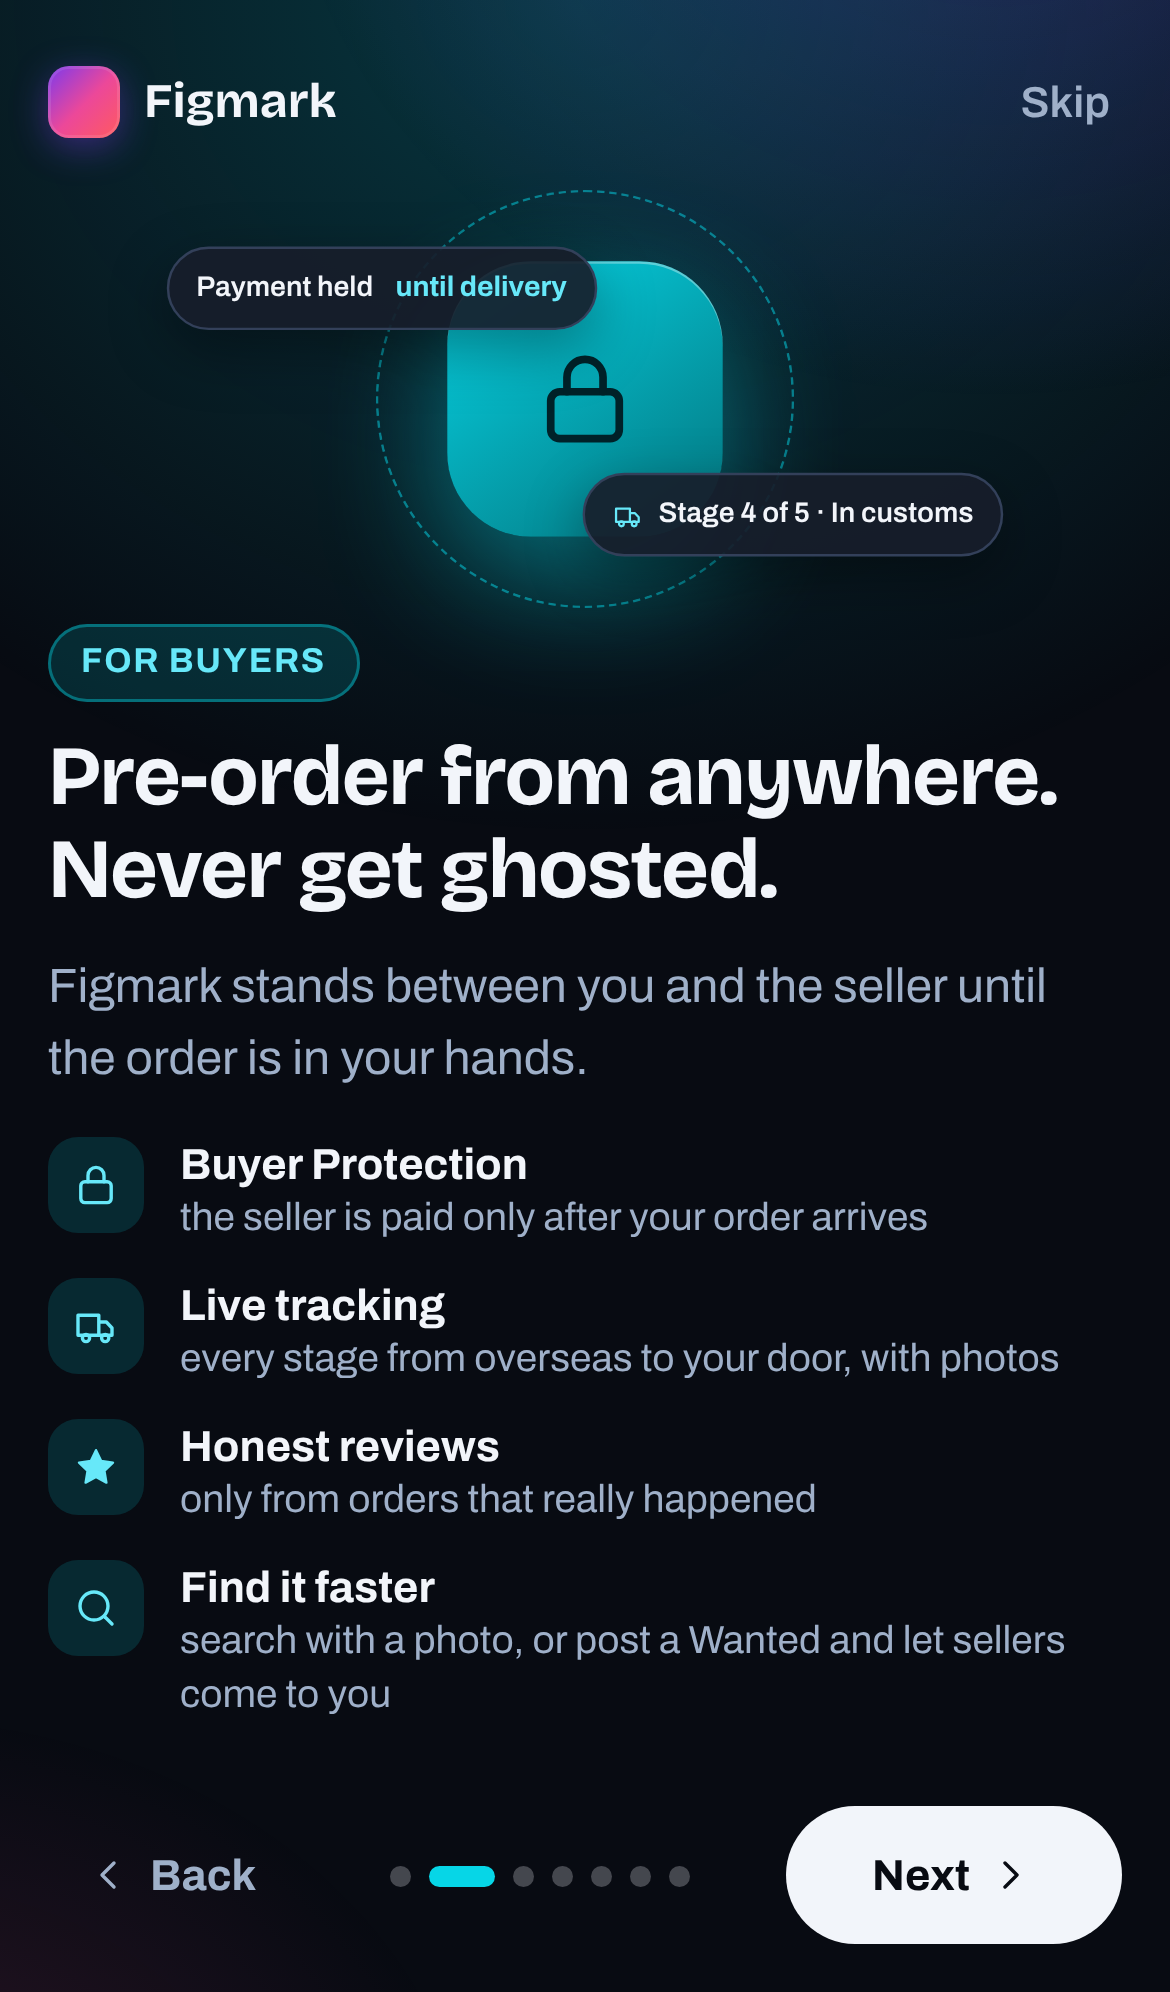 Figmark
Skip
Payment held until delivery
Stage 4 of 5 · In customs
FOR BUYERS
Pre-order from anywhere.
Never get ghosted.
Figmark stands between you and the seller until
the order is in your hands.
Buyer Protection
the seller is paid only after your order arrives
Live tracking
every stage from overseas to your door, with photos
Honest reviews
only from orders that really happened
Find it faster
search with a photo, or post a Wanted and let sellers
come to you
Back
Next